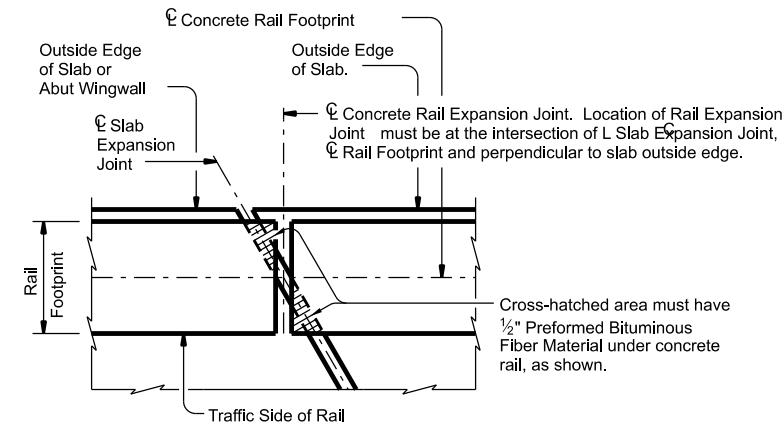 ℄ Concrete Rail Footprint
Outside Edge
of Slab or
Abut Wingwall
Outside Edge
of Slab.
℄ Slab
Expansion
Joint
℄ Concrete Rail Expansion Joint. Location of Rail Expansion
Joint must be at the intersection of L Slab E℄xpansion Joint,
℄ Rail Footprint and perpendicular to slab outside edge.
Rail
Footprint
Cross-hatched area must have
½" Preformed Bituminous
Fiber Material under concrete
rail, as shown.
Traffic Side of Rail